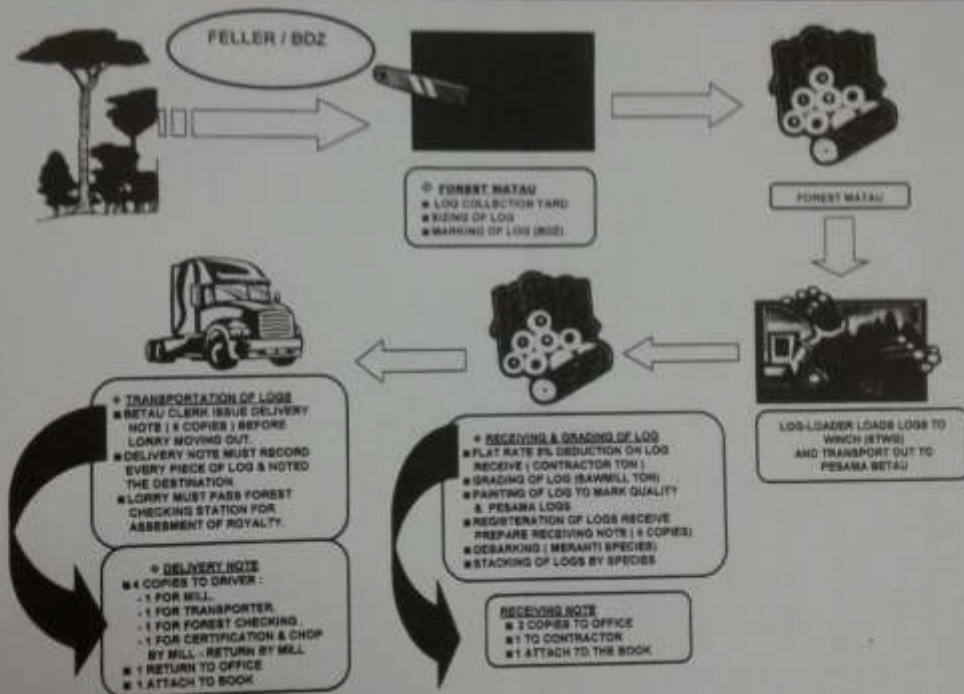 FELLER / BDZ
FOREST MATAU
LOG COLLECTION YARD
SIZING OF LOG
MARKING OF LOG (BDZ)
FOREST MATAU
LOG-LOADER LOADS LOGS TO
WINCH (STWG)
AND TRANSPORT OUT TO
PESAMA BETAU
RECEIVING & GRADING OF LOG
FLAT RATE 5% DEDUCTION ON LOG
RECEIVE ( CONTRACTOR TON )
GRADING OF LOG (SAWMILL TON)
PAINTING OF LOG TO MARK QUALITY
& PESAMA LOGS
REGISTERATION OF LOGS RECEIVE
PREPARE RECEIVING NOTE ( 4 COPIES)
DEBARKING ( MERANTI SPECIES)
STACKING OF LOGS BY SPECIES
RECEIVING NOTE
2 COPIES TO OFFICE
1 TO CONTRACTOR
1 ATTACH TO THE BOOK
TRANSPORTATION OF LOGS
BETAU CLERK ISSUE DELIVERY
NOTE ( 6 COPIES ) BEFORE
LORRY MOVING OUT.
DELIVERY NOTE MUST RECORD
EVERY PIECE OF LOG & NOTED
THE DESTINATION.
LORRY MUST PASS FOREST
CHECKING STATION FOR
ASSESMENT OF ROYALTY.
DELIVERY NOTE
4 COPIES TO DRIVER :
- 1 FOR MILL.
- 1 FOR TRANSPORTER.
- 1 FOR FOREST CHECKING.
- 1 FOR CERTIFICATION & CHOP
BY MILL - RETURN BY MILL
1 RETURN TO OFFICE
1 ATTACH TO BOOK